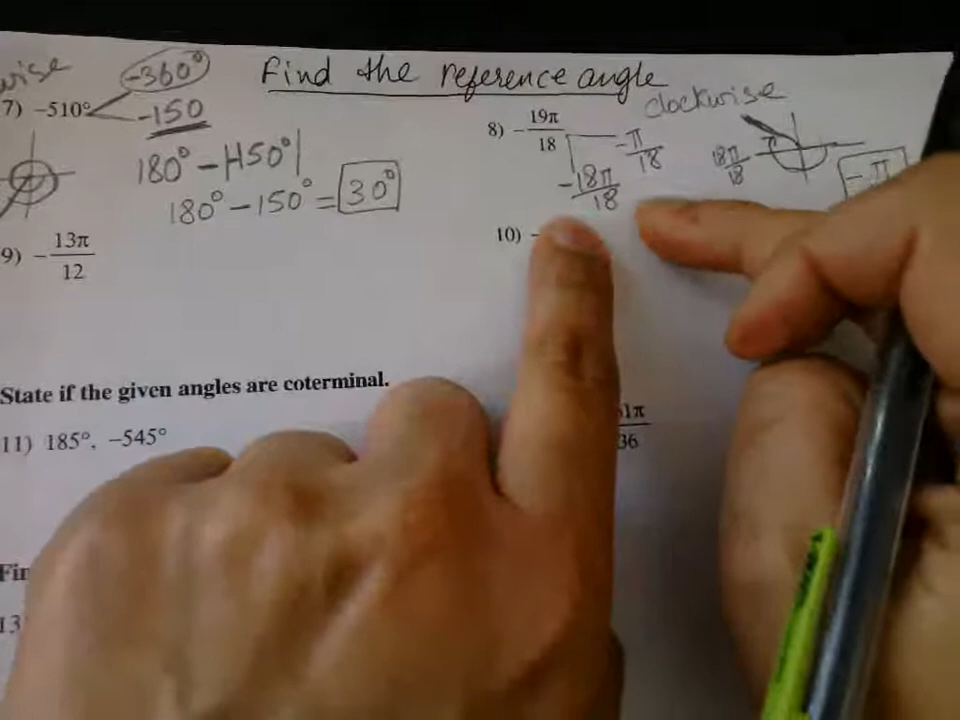 Find the reference angle
wise
-360°
7) -510°
-150
180° - |-150°|
180° - 150° = 30°
clockwise
8) - 19π/18
- π/18
- 18π/18
18π/18
π
- π
9) - 13π/12
10) -
State if the given angles are coterminal.
11) 185°, -545°
1π/36
Fin
13